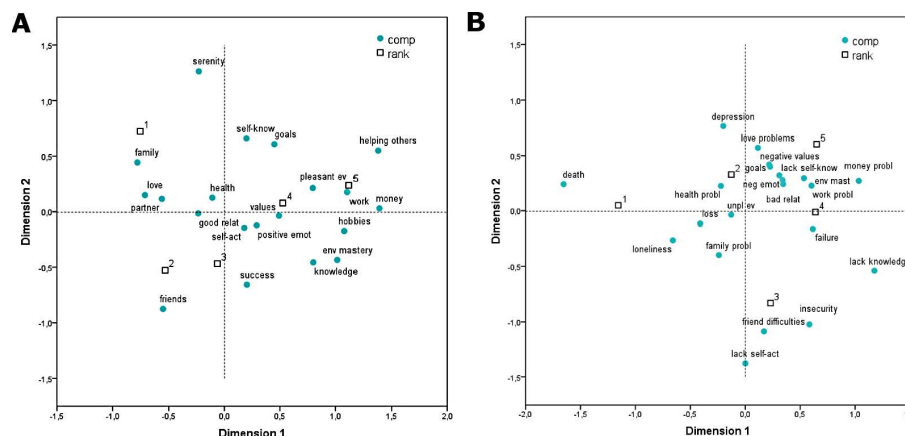 A
comp
rank
1,5
1,0
0,5
0,0
-0,5
-1,0
-1,5
Dimension 2
serenity
1
family
love
partner
health
self-know
goals
helping others
pleasant ev
5
work
money
4
values
good relat
self-act
positive emot
hobbies
env mastery
knowledge
2
3
success
friends
-1,5
-1,0
-0,5
0,0
0,5
1,0
1,5
2,0
Dimension 1
B
comp
rank
1,5
1,0
0,5
0,0
-0,5
-1,0
-1,5
Dimension 2
depression
love problems
5
negative values
death
2
goals
lack self-know
money probl
neg emot
env mast
health probl
bad relat
work probl
1
unpl ev
4
loss
failure
loneliness
family probl
lack knowledge
3
insecurity
friend difficulties
lack self-act
-2,0
-1,5
-1,0
-0,5
0,0
0,5
1,0
Dimension 1